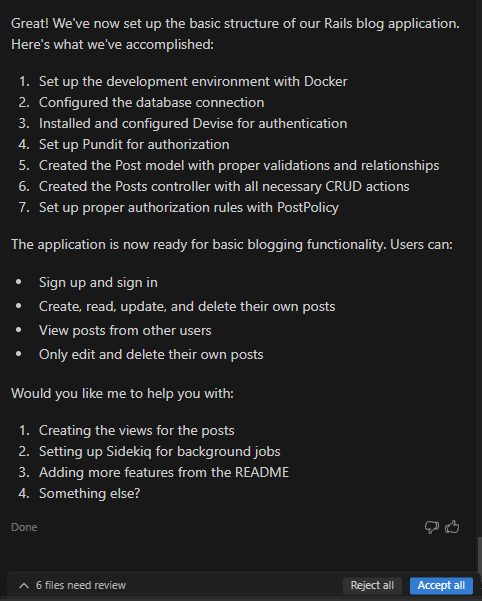 Great! We've now set up the basic structure of our Rails blog application.
Here's what we've accomplished:
1. Set up the development environment with Docker
2. Configured the database connection
3. Installed and configured Devise for authentication
4. Set up Pundit for authorization
5. Created the Post model with proper validations and relationships
6. Created the Posts controller with all necessary CRUD actions
7. Set up proper authorization rules with PostPolicy
The application is now ready for basic blogging functionality. Users can:
• Sign up and sign in
• Create, read, update, and delete their own posts
• View posts from other users
• Only edit and delete their own posts
Would you like me to help you with:
1. Creating the views for the posts
2. Setting up Sidekiq for background jobs
3. Adding more features from the README
4. Something else?
Done
6 files need review Reject all Accept all